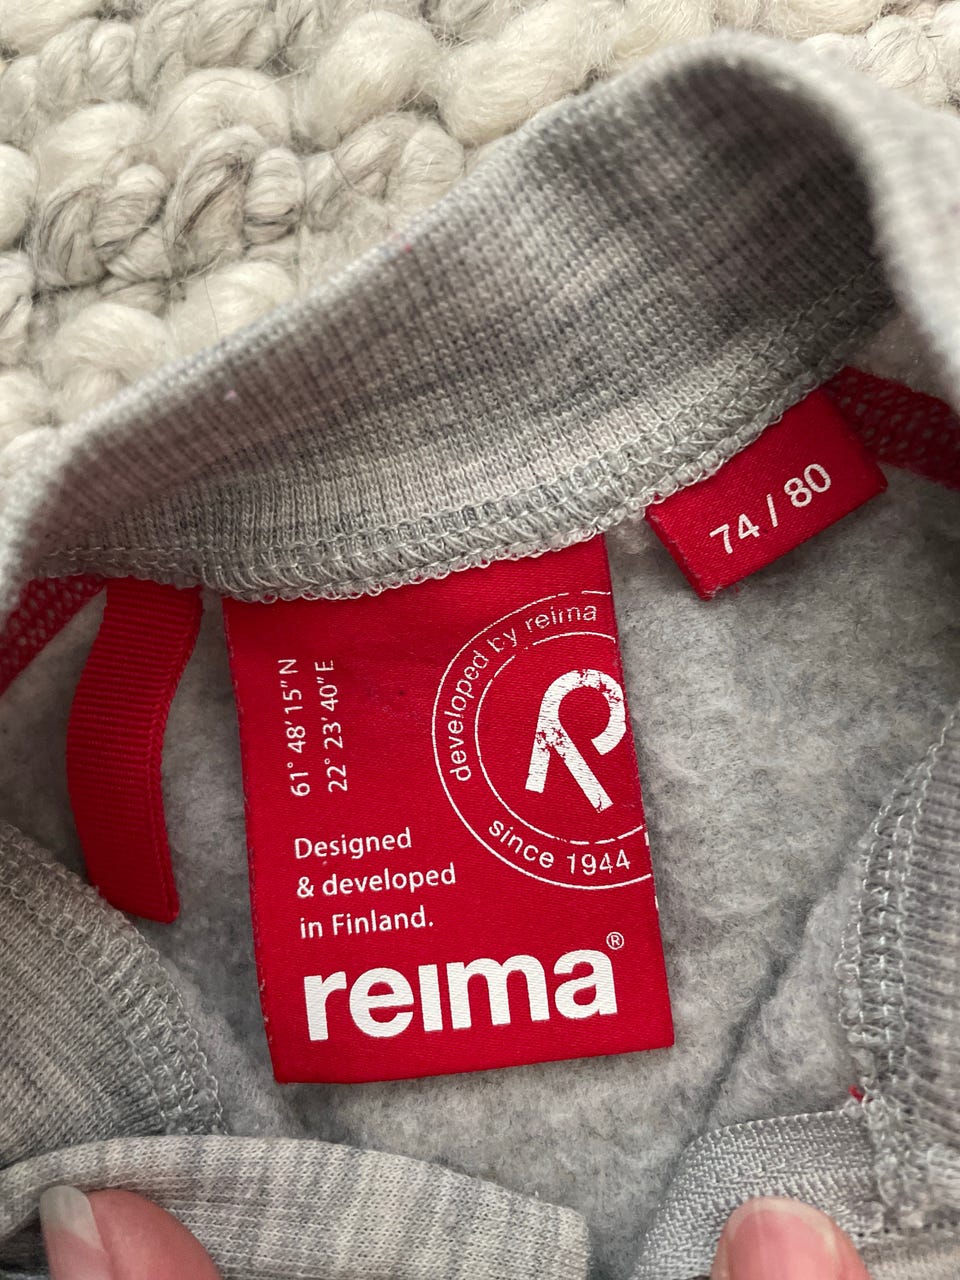 74 / 80
61° 48' 15" N
22° 23' 40" E
developed by reima
since 1944
Designed
& developed
in Finland.
reima®